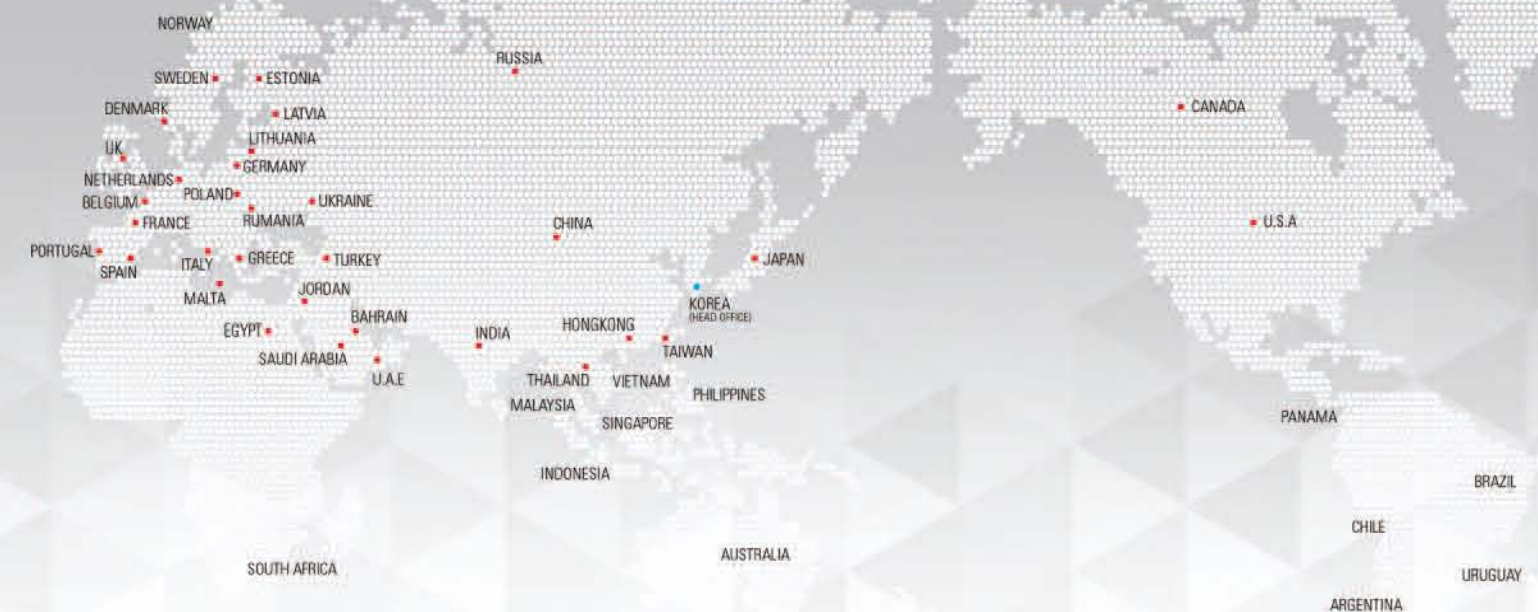 NORWAY
RUSSIA
SWEDEN
ESTONIA
DENMARK
LATVIA
CANADA
LITHUANIA
UK
GERMANY
NETHERLANDS
POLAND
BELGIUM
UKRAINE
FRANCE
RUMANIA
CHINA
U.S.A
PORTUGAL
SPAIN
ITALY
GREECE
TURKEY
JAPAN
MALTA
JORDAN
KOREA
(HEAD OFFICE)
EGYPT
BAHRAIN
INDIA
HONGKONG
SAUDI ARABIA
TAIWAN
U.A.E
THAILAND
VIETNAM
PHILIPPINES
MALAYSIA
SINGAPORE
PANAMA
INDONESIA
BRAZIL
CHILE
AUSTRALIA
SOUTH AFRICA
URUGUAY
ARGENTINA